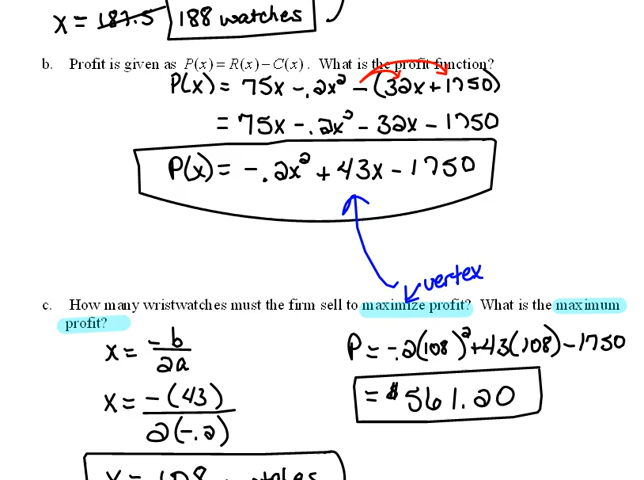 x = 187.5 188 watches
b. Profit is given as P(x) = R(x) – C(x). What is the profit function?
P(x) = 75x - .2x² - (32x + 1750)
= 75x - .2x² - 32x - 1750
P(x) = -.2x² + 43x - 1750
vertex
c. How many wristwatches must the firm sell to maximize profit? What is the maximum
profit?
x = -b/2a
P = -.2(108)² + 43(108) - 1750
x = -(43)/2(-.2)
= $561.20
x = 108 watches